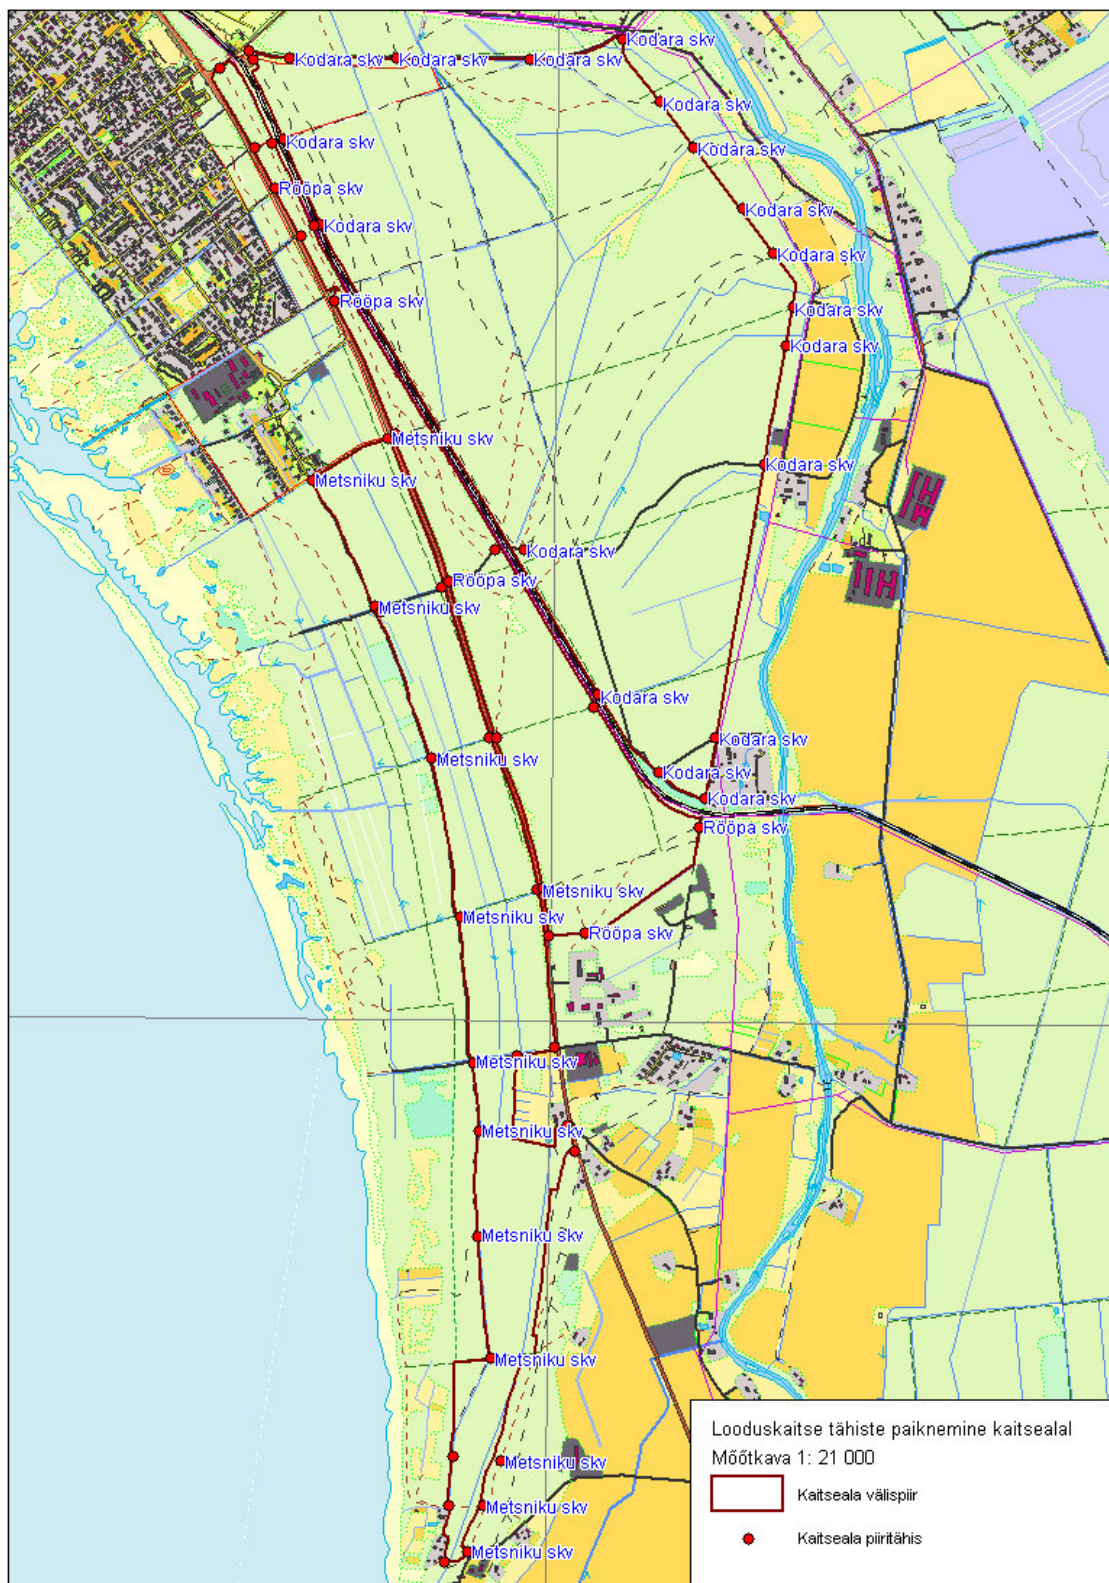 Kodara skv
Kodara skv
Kodara skv
Kodara skv
Kodara skv
Kodara skv
Kodara skv
Rööpa skv
Kodara skv
Kodara skv
Kodara skv
Rööpa skv
Kodara skv
Kodara skv
Metsniku skv
Kodara skv
Metsniku skv
Kodara skv
Rööpa skv
Metsniku skv
Kodara skv
Kodara skv
Metsniku skv
Kodara skv
Kodara skv
Rööpa skv
Metsniku skv
Metsniku skv
Rööpa skv
Metsniku skv
Metsniku skv
Metsniku skv
Metsniku skv
Metsniku skv
Metsniku skv
Metsniku skv
Looduskaitse tähiste paiknemine kaitsealal
Mõõtkava 1: 21 000
Kaitseala välispiir
Kaitseala piiritähis